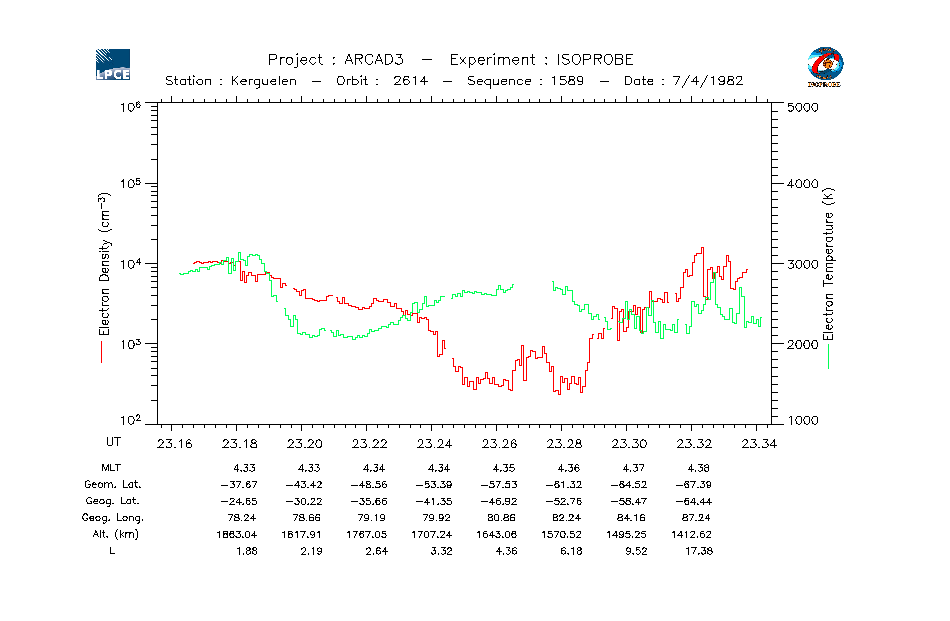 LPCE
Project : ARCAD3 − Experiment : ISOPROBE
ISOPROBE
Station : Kerguelen − Orbit : 2614 − Sequence : 1589 − Date : 7/4/1982
10^6 5000
10^5 4000
10^4 3000
10^3 2000
10^2 1000
Electron Density (cm^−3)
Electron Temperature (K)
UT 23.16 23.18 23.20 23.22 23.24 23.26 23.28 23.30 23.32 23.34
MLT 4.33 4.33 4.34 4.34 4.35 4.36 4.37 4.38
Geom. Lat. −37.67 −43.42 −48.56 −53.39 −57.53 −61.32 −64.52 −67.39
Geog. Lat. −24.65 −30.22 −35.66 −41.35 −46.92 −52.76 −58.47 −64.44
Geog. Long. 78.24 78.66 79.19 79.92 80.86 82.24 84.16 87.24
Alt. (km) 1863.04 1817.91 1767.05 1707.24 1643.06 1570.52 1495.25 1412.62
L 1.88 2.19 2.64 3.32 4.36 6.18 9.52 17.38